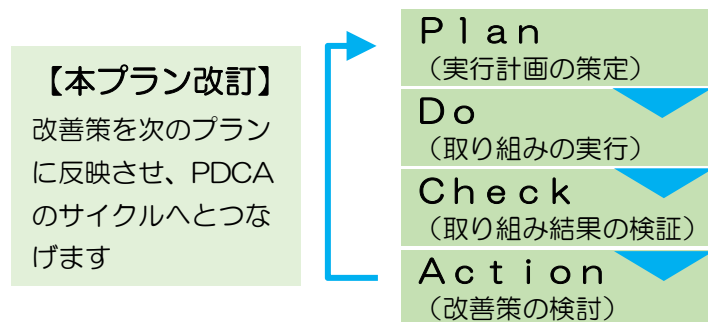 【本プラン改訂】
改善策を次のプラン
に反映させ、PDCA
のサイクルへとつな
げます
Ｐｌａｎ
（実行計画の策定）
Ｄｏ
（取り組みの実行）
Ｃｈｅｃｋ
（取り組み結果の検証）
Ａｃｔｉｏｎ
（改善策の検討）